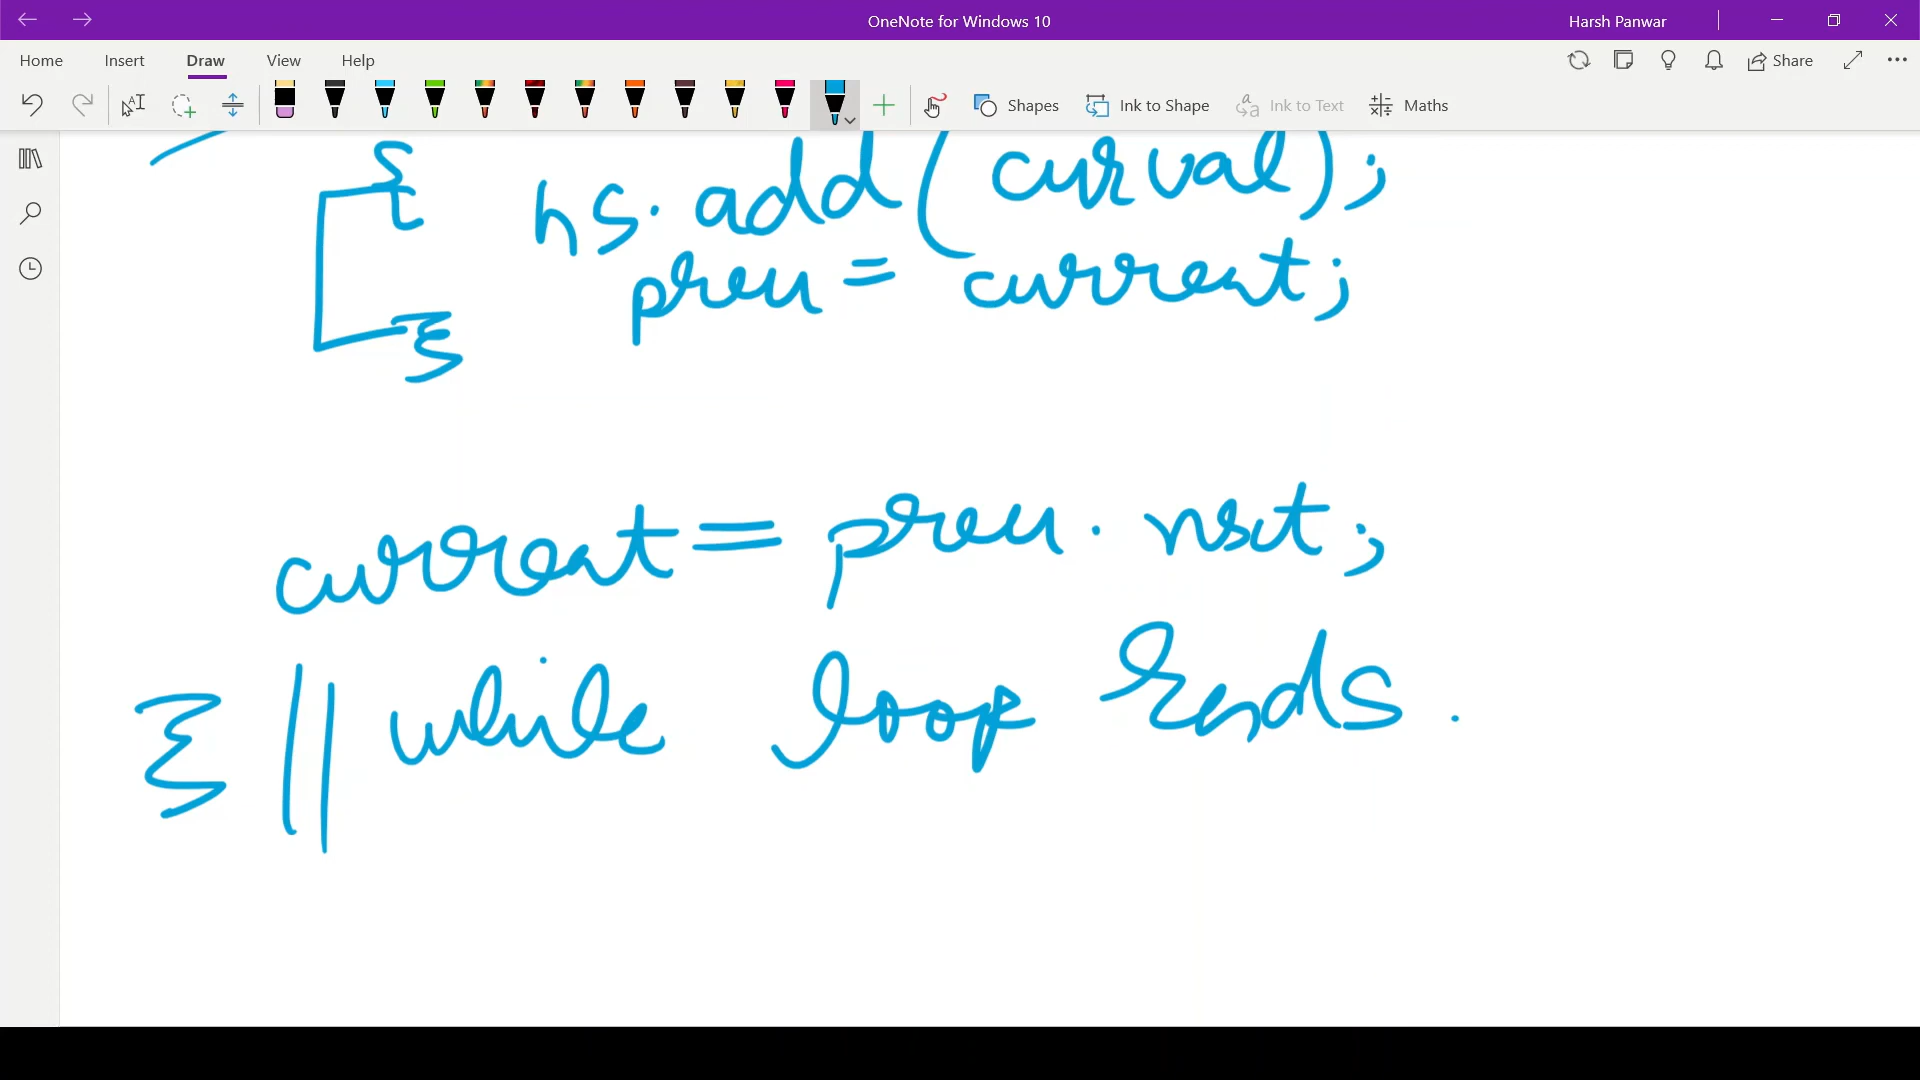 OneNote for Windows 10
Harsh Panwar
Home Insert Draw View Help
Share
Shapes Ink to Shape Ink to Text Maths
{
hs.add(curval);
prev = current;
}
current = prev.next;
} // while loop ends.